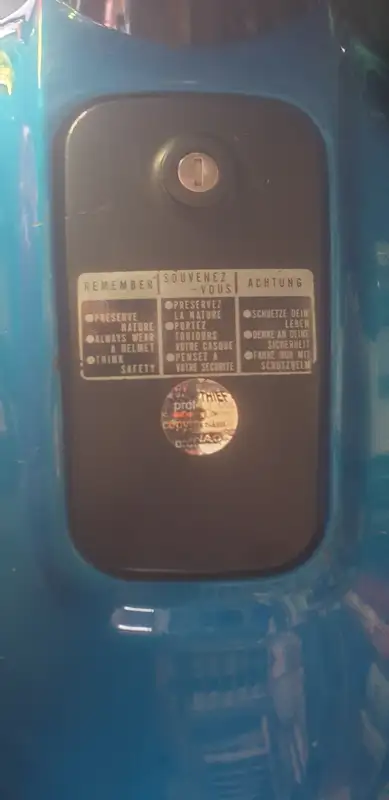 REMEMBER
●PRESERVE
NATURE
●ALWAYS WEAR
A HELMET
●THINK
SAFETY
SOUVENEZ
-VOUS
●PRESERVEZ
LA NATURE
●PORTEZ
TOUJOURS
VOTRE CASQUE
●PENSEZ A
VOTRE SECURITE
ACHTUNG
●SCHUETZE DEIN
LEBEN
●DENKE AN DEINE
SICHERHEIT
●FAHRE NUR MIT
SCHUTZHELM
THIEF